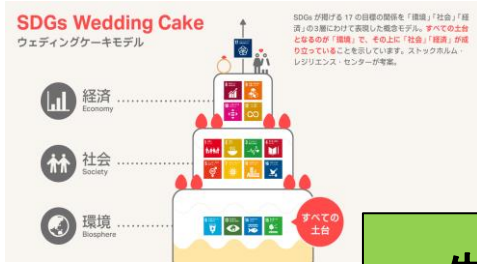 SDGs Wedding Cake
ウェディングケーキモデル
SDGs が掲げる 17 の目標の関係を「環境」「社会」「経
済」の3層にわけて表現した概念モデル。すべての土台
となるのが「環境」で、その上に「社会」「経済」が成
り立っていることを示しています。ストックホルム・
レジリエンス・センターが考案。
経済
Economy
社会
Society
環境
Biosphere
すべての
土台